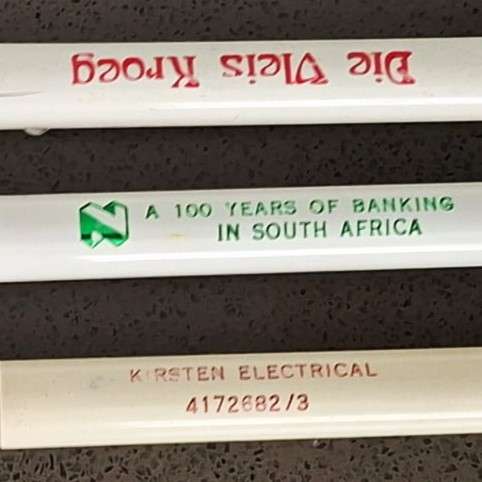 Die Vleis Kroeg
A 100 YEARS OF BANKING
IN SOUTH AFRICA
KIRSTEN ELECTRICAL
4172682/3